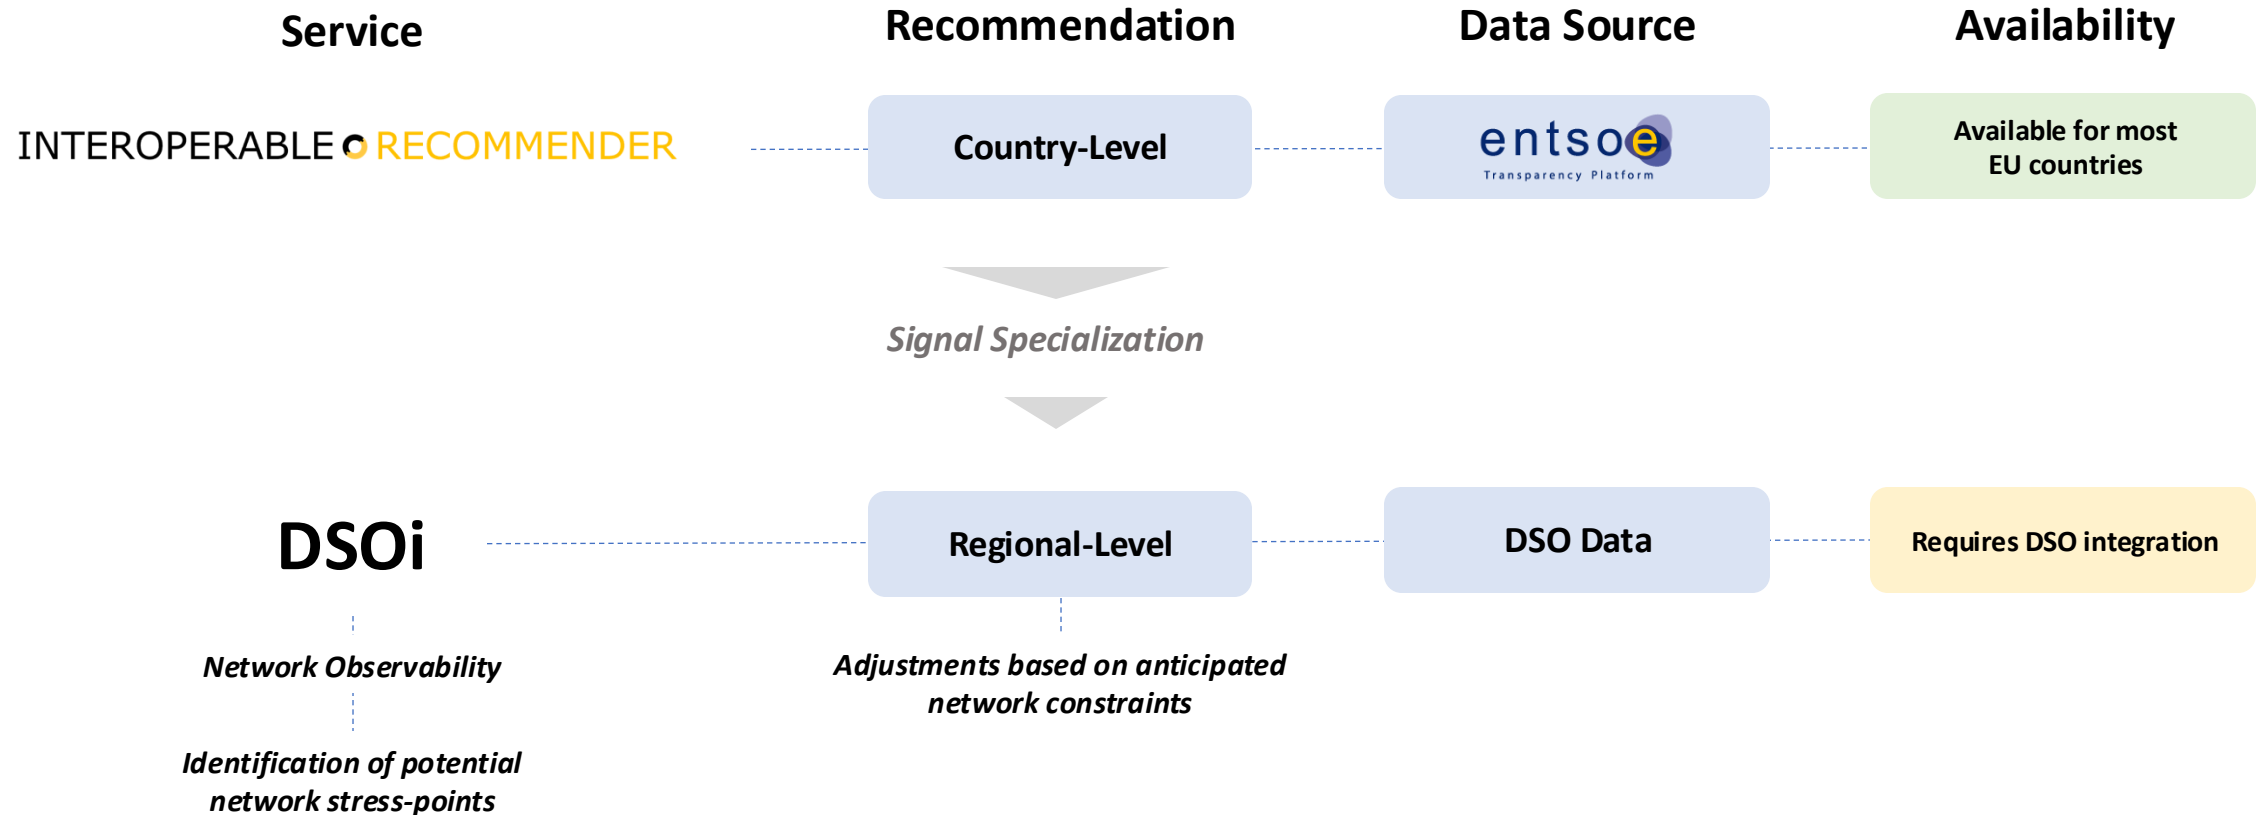 Service
Recommendation
Data Source
Availability
INTEROPERABLE RECOMMENDER
Country-Level
entsoe
Transparency Platform
Available for most
EU countries
Signal Specialization
DSOi
Regional-Level
DSO Data
Requires DSO integration
Network Observability
Adjustments based on anticipated
network constraints
Identification of potential
network stress-points